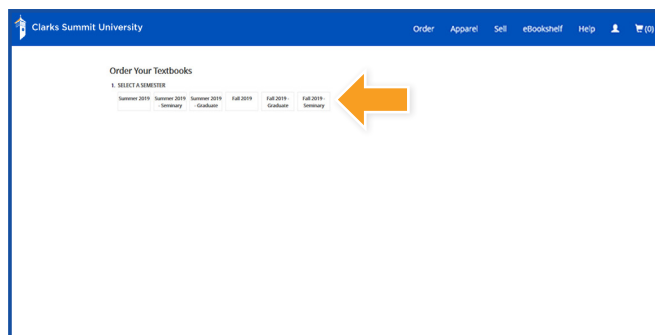 Clarks Summit University
Order Apparel Sell eBookshelf Help (0)
Order Your Textbooks
1. SELECT A SEMESTER
Summer 2019
Summer 2019
- Seminary
Summer 2019
- Graduate
Fall 2019
Fall 2019 -
Graduate
Fall 2019 -
Seminary